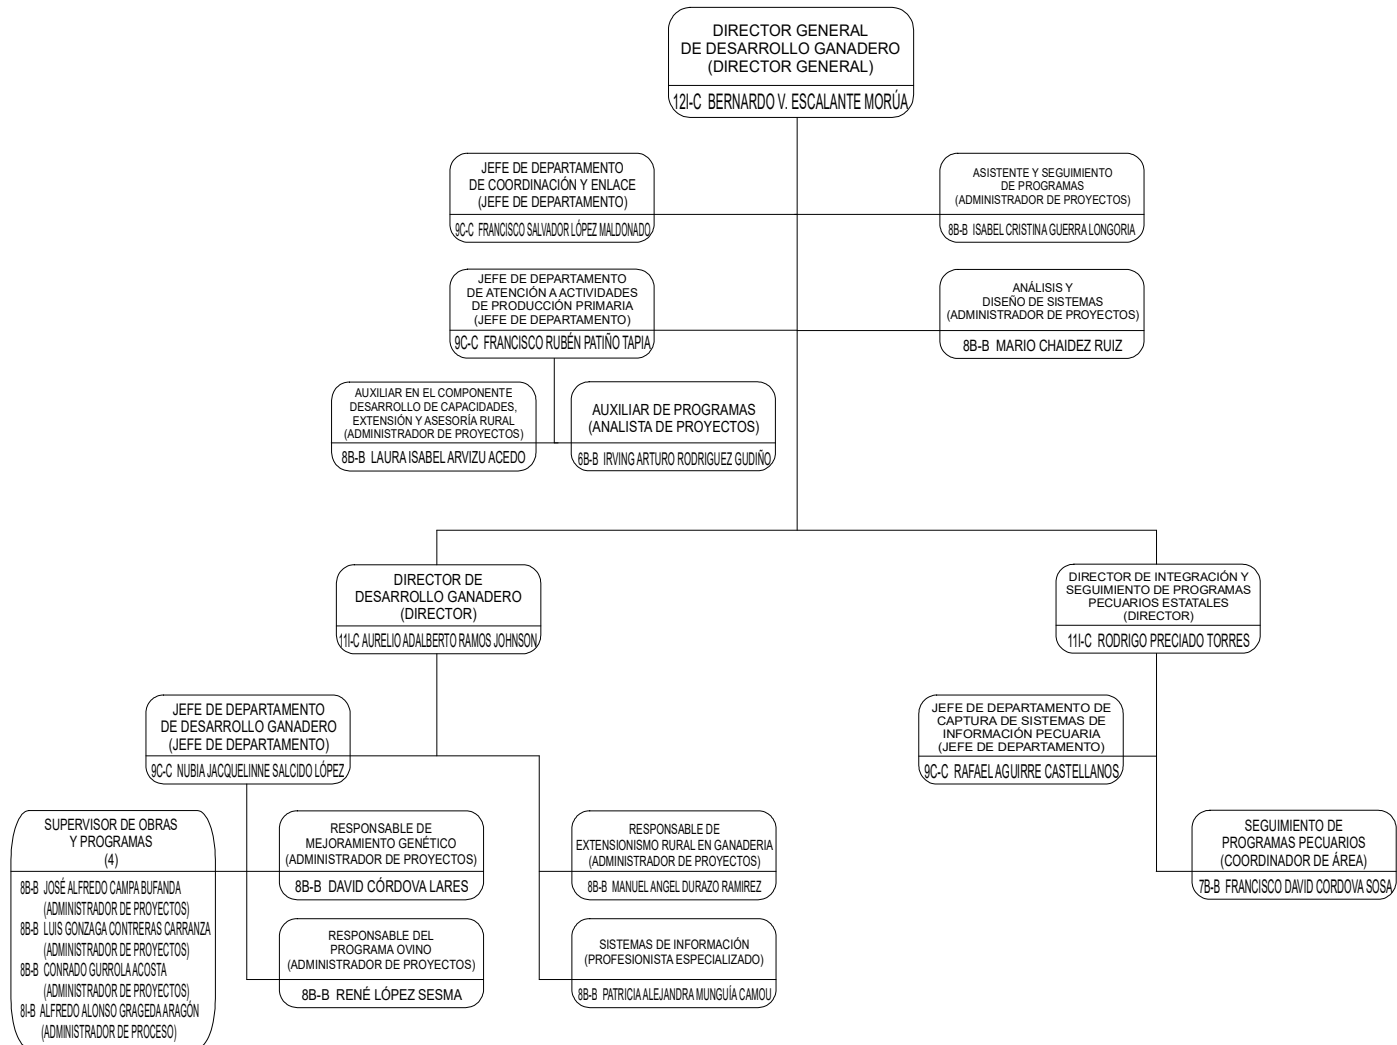 DIRECTOR GENERAL
DE DESARROLLO GANADERO
(DIRECTOR GENERAL)
12I-C BERNARDO V. ESCALANTE MORÚA
JEFE DE DEPARTAMENTO
DE COORDINACIÓN Y ENLACE
(JEFE DE DEPARTAMENTO)
9C-C FRANCISCO SALVADOR LÓPEZ MALDONADO
ASISTENTE Y SEGUIMIENTO
DE PROGRAMAS
(ADMINISTRADOR DE PROYECTOS)
8B-B ISABEL CRISTINA GUERRA LONGORIA
JEFE DE DEPARTAMENTO
DE ATENCIÓN A ACTIVIDADES
DE PRODUCCIÓN PRIMARIA
(JEFE DE DEPARTAMENTO)
9C-C FRANCISCO RUBÉN PATIÑO TAPIA
ANÁLISIS Y
DISEÑO DE SISTEMAS
(ADMINISTRADOR DE PROYECTOS)
8B-B MARIO CHAIDEZ RUIZ
AUXILIAR EN EL COMPONENTE
DESARROLLO DE CAPACIDADES,
EXTENSIÓN Y ASESORÍA RURAL
(ADMINISTRADOR DE PROYECTOS)
8B-B LAURA ISABEL ARVIZU ACEDO
AUXILIAR DE PROGRAMAS
(ANALISTA DE PROYECTOS)
6B-B IRVING ARTURO RODRIGUEZ GUDIÑO
DIRECTOR DE
DESARROLLO GANADERO
(DIRECTOR)
11I-C AURELIO ADALBERTO RAMOS JOHNSON
DIRECTOR DE INTEGRACIÓN Y
SEGUIMIENTO DE PROGRAMAS
PECUARIOS ESTATALES
(DIRECTOR)
11I-C RODRIGO PRECIADO TORRES
JEFE DE DEPARTAMENTO
DE DESARROLLO GANADERO
(JEFE DE DEPARTAMENTO)
9C-C NUBIA JACQUELINNE SALCIDO LÓPEZ
JEFE DE DEPARTAMENTO DE
CAPTURA DE SISTEMAS DE
INFORMACIÓN PECUARIA
(JEFE DE DEPARTAMENTO)
9C-C RAFAEL AGUIRRE CASTELLANOS
SUPERVISOR DE OBRAS
Y PROGRAMAS
(4)
8B-B JOSÉ ALFREDO CAMPA BUFANDA
(ADMINISTRADOR DE PROYECTOS)
8B-B LUIS GONZAGA CONTRERAS CARRANZA
(ADMINISTRADOR DE PROYECTOS)
8B-B CONRADO GURROLA ACOSTA
(ADMINISTRADOR DE PROYECTOS)
8I-B ALFREDO ALONSO GRAGEDA ARAGÓN
(ADMINISTRADOR DE PROCESO)
RESPONSABLE DE
MEJORAMIENTO GENÉTICO
(ADMINISTRADOR DE PROYECTOS)
8B-B DAVID CÓRDOVA LARES
RESPONSABLE DE
EXTENSIONISMO RURAL EN GANADERIA
(ADMINISTRADOR DE PROYECTOS)
8B-B MANUEL ANGEL DURAZO RAMIREZ
SEGUIMIENTO DE
PROGRAMAS PECUARIOS
(COORDINADOR DE ÁREA)
7B-B FRANCISCO DAVID CORDOVA SOSA
RESPONSABLE DEL
PROGRAMA OVINO
(ADMINISTRADOR DE PROYECTOS)
8B-B RENÉ LÓPEZ SESMA
SISTEMAS DE INFORMACIÓN
(PROFESIONISTA ESPECIALIZADO)
8B-B PATRICIA ALEJANDRA MUNGUÍA CAMOU